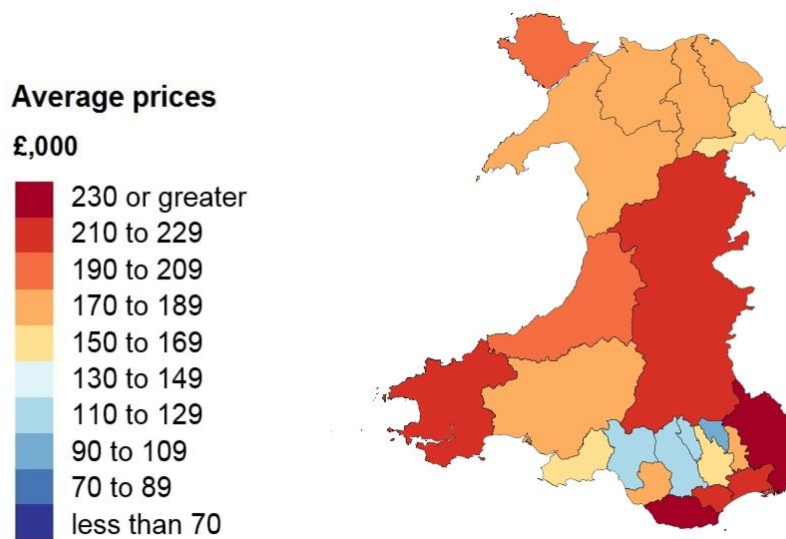 Average prices
£,000
230 or greater
210 to 229
190 to 209
170 to 189
150 to 169
130 to 149
110 to 129
90 to 109
70 to 89
less than 70